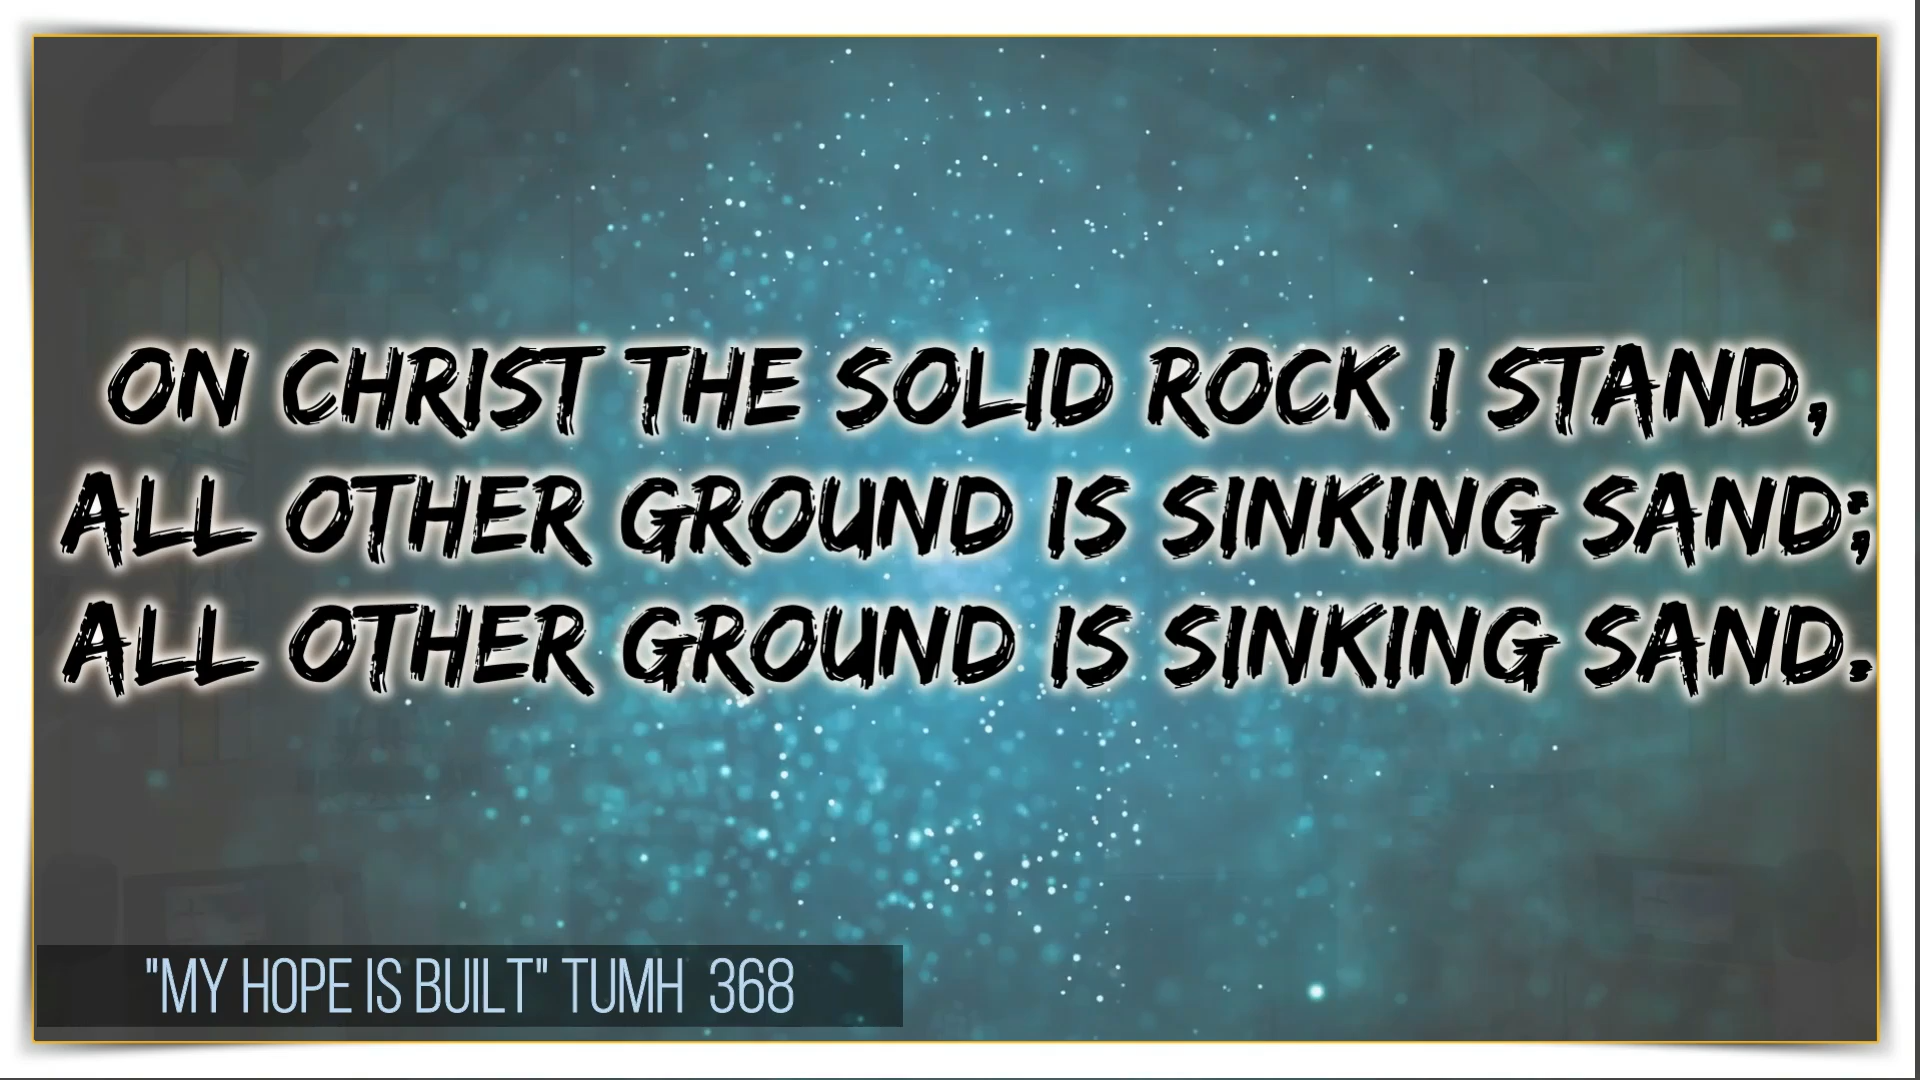 ON CHRIST THE SOLID ROCK I STAND,
ALL OTHER GROUND IS SINKING SAND;
ALL OTHER GROUND IS SINKING SAND.
"MY HOPE IS BUILT" TUMH 368